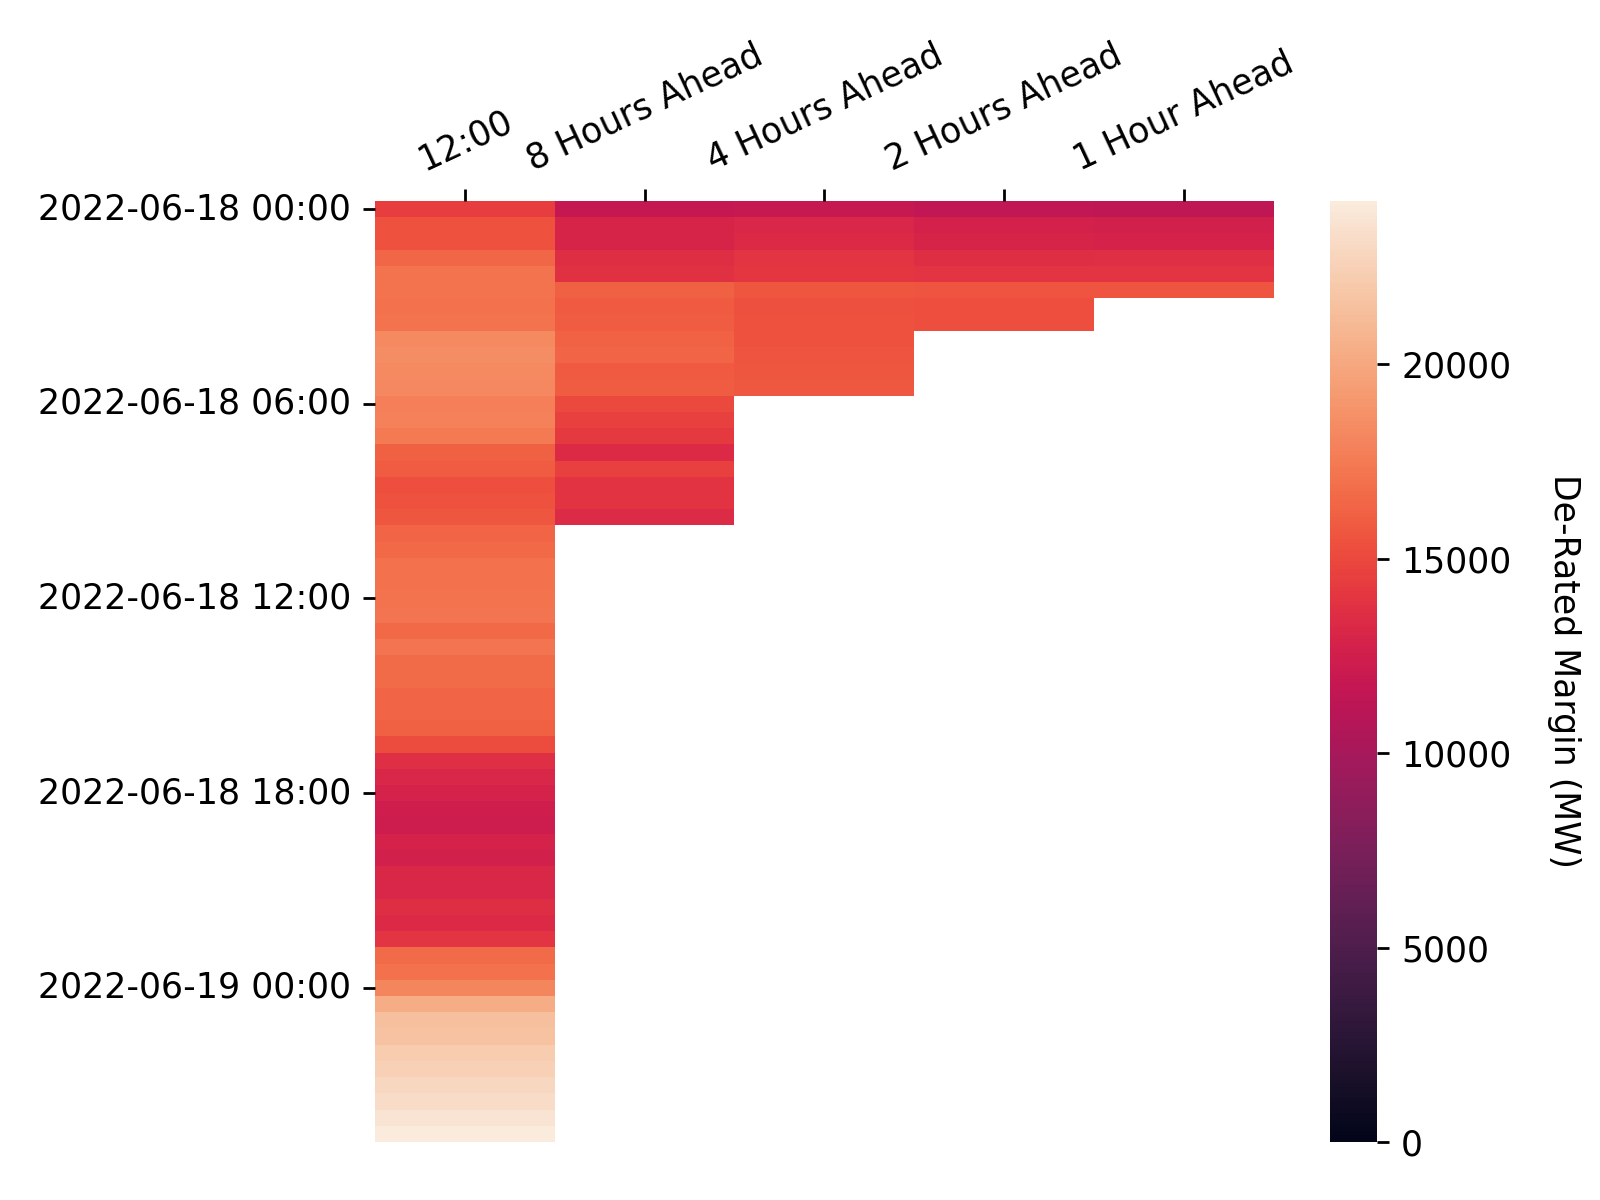 12:00
8 Hours Ahead
4 Hours Ahead
2 Hours Ahead
1 Hour Ahead
2022-06-18 00:00
2022-06-18 06:00
2022-06-18 12:00
2022-06-18 18:00
2022-06-19 00:00
20000
15000
10000
5000
0
De-Rated Margin (MW)